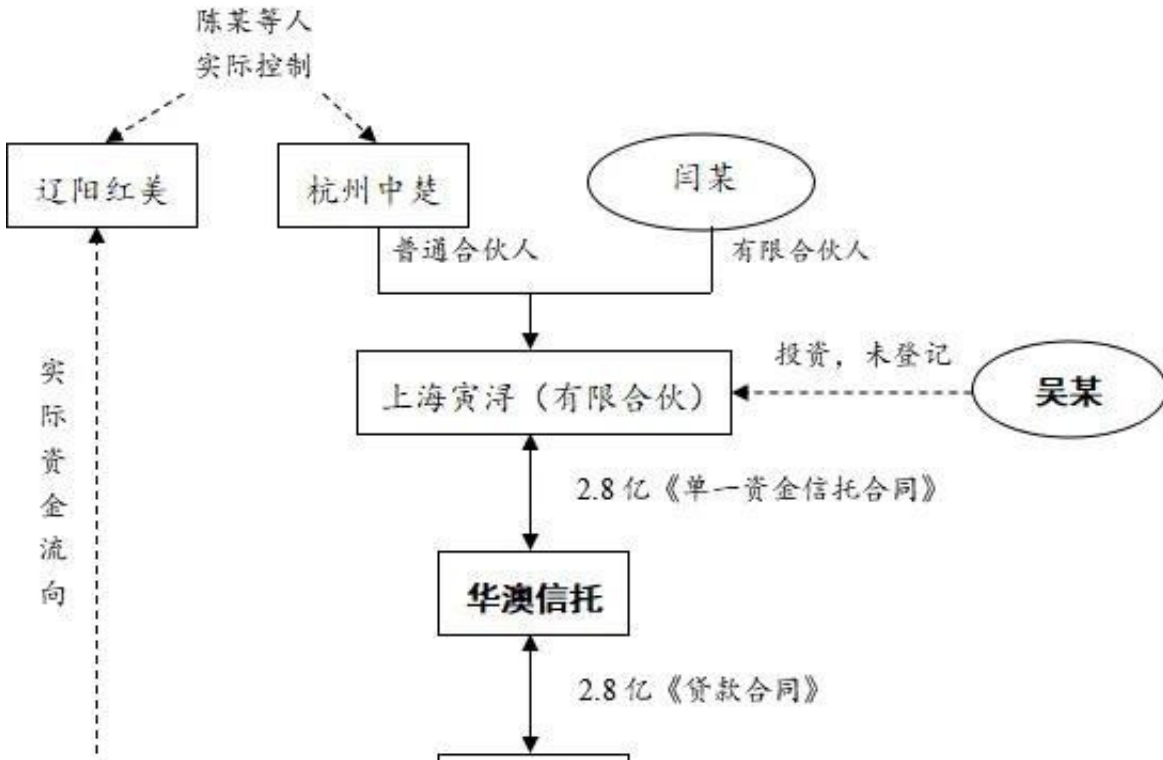 陈某等人
实际控制
辽阳红美
杭州中楚
闫某
普通合伙人
有限合伙人
上海寅浔（有限合伙）
投资，未登记
吴某
2.8 亿《单一资金信托合同》
华澳信托
2.8 亿《贷款合同》
实
际
资
金
流
向